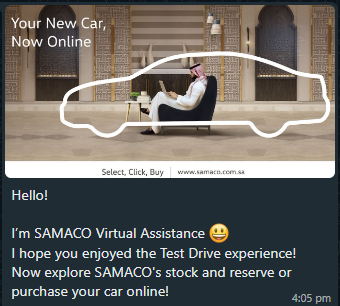 Your New Car,
Now Online
Select, Click, Buy | www.samaco.com.sa
Hello!
I'm SAMACO Virtual Assistance 😃
I hope you enjoyed the Test Drive experience!
Now explore SAMACO's stock and reserve or
purchase your car online!
4:05 pm